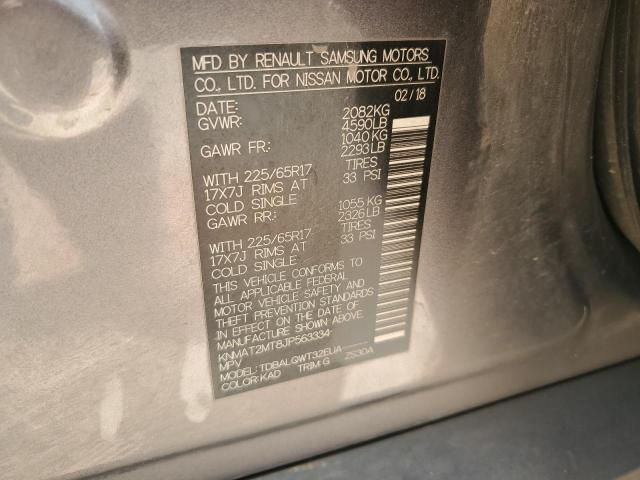 MFD BY RENAULT SAMSUNG MOTORS
CO., LTD. FOR NISSAN MOTOR CO., LTD.
DATE: 02/18
GVWR: 2082KG
4590LB
GAWR FR: 1040KG
2293LB
WITH 225/65R17 TIRES
17X7J RIMS AT 33 PSI
COLD SINGLE
GAWR RR: 1055KG
2326LB
WITH 225/65R17 TIRES
17X7J RIMS AT 33 PSI
COLD SINGLE
THIS VEHICLE CONFORMS TO
ALL APPLICABLE FEDERAL
MOTOR VEHICLE SAFETY AND
THEFT PREVENTION STANDARDS
IN EFFECT ON THE DATE OF
MANUFACTURE SHOWN ABOVE.
KNMAT2MT8JP563334
MPV
MODEL: TDBALQWT32EUA
COLOR:KAD TRIM:G ZS30A